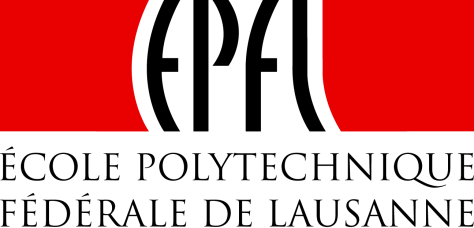 EPFL
ÉCOLE POLYTECHNIQUE
FÉDÉRALE DE LAUSANNE